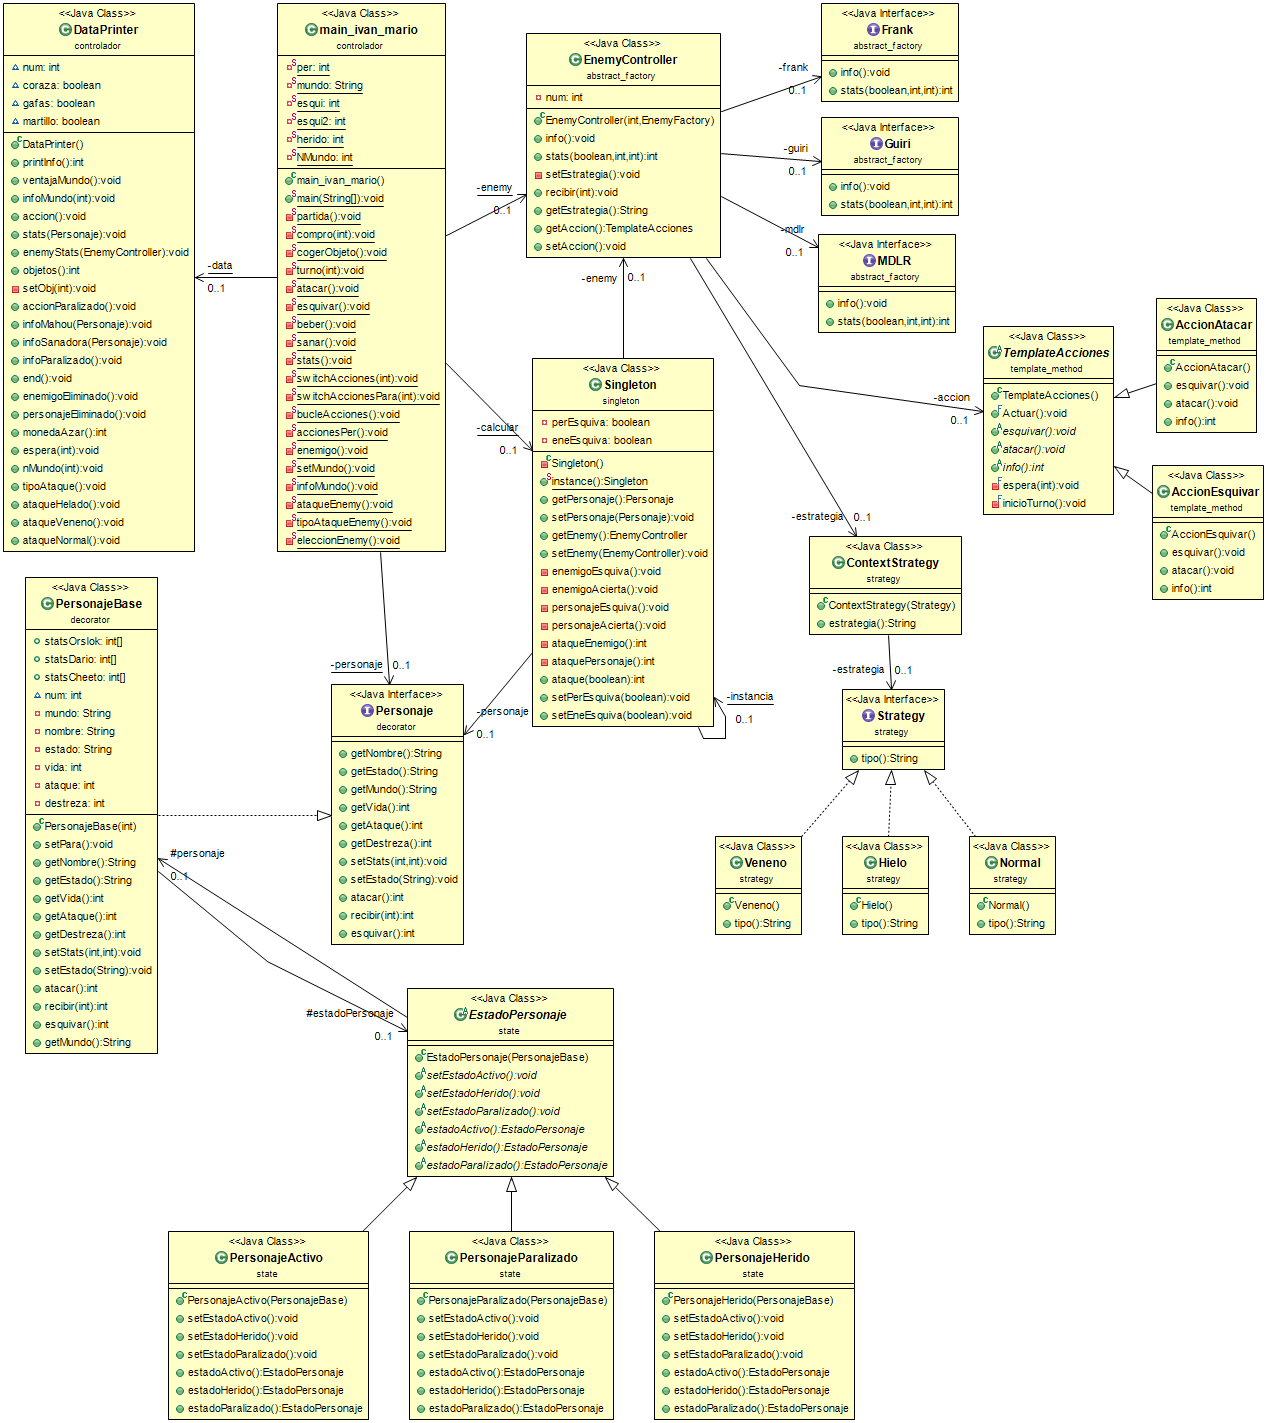 <<Java Class>>
DataPrinter
controlador
num: int
coraza: boolean
gafas: boolean
martillo: boolean
DataPrinter()
printInfo():int
ventajaMundo():void
infoMundo(int):void
accion():void
stats(Personaje):void
enemyStats(EnemyController):void
objetos():int
setObj(int):void
accionParalizado():void
infoMahou(Personaje):void
infoSanadora(Personaje):void
infoParalizado():void
end():void
enemigoEliminado():void
personajeEliminado():void
monedaAzar():int
espera(int):void
nMundo(int):void
tipoAtaque():void
ataqueHelado():void
ataqueVeneno():void
ataqueNormal():void
<<Java Class>>
main_ivan_mario
controlador
per: int
mundo: String
esqui: int
esqui2: int
herido: int
NMundo: int
main_ivan_mario()
main(String[]):void
partida():void
compro(int):void
cogerObjeto():void
turno(int):void
atacar():void
esquivar():void
beber():void
sanar():void
stats():void
switchAcciones(int):void
switchAccionesPara(int):void
bucleAcciones():void
accionesPer():void
enemigo():void
setMundo():void
infoMundo():void
ataqueEnemy():void
tipoAtaqueEnemy():void
eleccionEnemy():void
-data
0..1
-enemy
0..1
-calcular
0..1
-personaje
0..1
<<Java Class>>
EnemyController
abstract_factory
num: int
EnemyController(int,EnemyFactory)
info():void
stats(boolean,int,int):int
setEstrategia():void
recibir(int):void
getEstrategia():String
getAccion():TemplateAcciones
setAccion():void
-frank
0..1
-guiri
0..1
-mdlr
0..1
-enemy
0..1
-accion
0..1
-estrategia
0..1
<<Java Interface>>
Frank
abstract_factory
info():void
stats(boolean,int,int):int
<<Java Interface>>
Guiri
abstract_factory
info():void
stats(boolean,int,int):int
<<Java Interface>>
MDLR
abstract_factory
info():void
stats(boolean,int,int):int
<<Java Class>>
TemplateAcciones
template_method
TemplateAcciones()
Actuar():void
esquivar():void
atacar():void
info():int
espera(int):void
inicioTurno():void
<<Java Class>>
AccionAtacar
template_method
AccionAtacar()
esquivar():void
atacar():void
info():int
<<Java Class>>
AccionEsquivar
template_method
AccionEsquivar()
esquivar():void
atacar():void
info():int
<<Java Class>>
Singleton
singleton
perEsquiva: boolean
eneEsquiva: boolean
Singleton()
instance():Singleton
getPersonaje():Personaje
setPersonaje(Personaje):void
getEnemy():EnemyController
setEnemy(EnemyController):void
enemigoEsquiva():void
enemigoAcierta():void
personajeEsquiva():void
personajeAcierta():void
ataqueEnemigo():int
ataquePersonaje():int
ataque(boolean):int
setPerEsquiva(boolean):void
setEneEsquiva(boolean):void
-instancia
0..1
-personaje
0..1
<<Java Class>>
ContextStrategy
strategy
ContextStrategy(Strategy)
estrategia():String
-estrategia
0..1
<<Java Interface>>
Strategy
strategy
tipo():String
<<Java Class>>
Veneno
strategy
Veneno()
tipo():String
<<Java Class>>
Hielo
strategy
Hielo()
tipo():String
<<Java Class>>
Normal
strategy
Normal()
tipo():String
<<Java Class>>
PersonajeBase
decorator
statsOrslok: int[]
statsDario: int[]
statsCheeto: int[]
num: int
mundo: String
nombre: String
estado: String
vida: int
ataque: int
destreza: int
PersonajeBase(int)
setPara():void
getNombre():String
getEstado():String
getVida():int
getAtaque():int
getDestreza():int
setStats(int,int):void
setEstado(String):void
atacar():int
recibir(int):int
esquivar():int
getMundo():String
<<Java Interface>>
Personaje
decorator
getNombre():String
getEstado():String
getMundo():String
getVida():int
getAtaque():int
getDestreza():int
setStats(int,int):void
setEstado(String):void
atacar():int
recibir(int):int
esquivar():int
#personaje
0..1
#estadoPersonaje
0..1
<<Java Class>>
EstadoPersonaje
state
EstadoPersonaje(PersonajeBase)
setEstadoActivo():void
setEstadoHerido():void
setEstadoParalizado():void
estadoActivo():EstadoPersonaje
estadoHerido():EstadoPersonaje
estadoParalizado():EstadoPersonaje
<<Java Class>>
PersonajeActivo
state
PersonajeActivo(PersonajeBase)
setEstadoActivo():void
setEstadoHerido():void
setEstadoParalizado():void
estadoActivo():EstadoPersonaje
estadoHerido():EstadoPersonaje
estadoParalizado():EstadoPersonaje
<<Java Class>>
PersonajeParalizado
state
PersonajeParalizado(PersonajeBase)
setEstadoActivo():void
setEstadoHerido():void
setEstadoParalizado():void
estadoActivo():EstadoPersonaje
estadoHerido():EstadoPersonaje
estadoParalizado():EstadoPersonaje
<<Java Class>>
PersonajeHerido
state
PersonajeHerido(PersonajeBase)
setEstadoActivo():void
setEstadoHerido():void
setEstadoParalizado():void
estadoActivo():EstadoPersonaje
estadoHerido():EstadoPersonaje
estadoParalizado():EstadoPersonaje